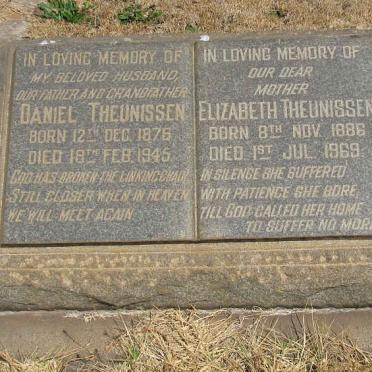 IN LOVING MEMORY OF
MY BELOVED HUSBAND,
OUR FATHER AND GRANDFATHER
DANIEL THEUNISSEN
BORN 12TH DEC. 1876
DIED 18TH FEB. 1945.
GOD HAS BROKEN THE LINKING CHAIN
STILL CLOSER WHEN IN HEAVEN
WE WILL MEET AGAIN
IN LOVING MEMORY OF
OUR DEAR
MOTHER
ELIZABETH THEUNISSEN
BORN 8TH NOV. 1886
DIED 1ST JUL. 1969.
IN SILENCE SHE SUFFERED
WITH PATIENCE SHE BORE,
TILL GOD CALLED HER HOME
TO SUFFER NO MORE